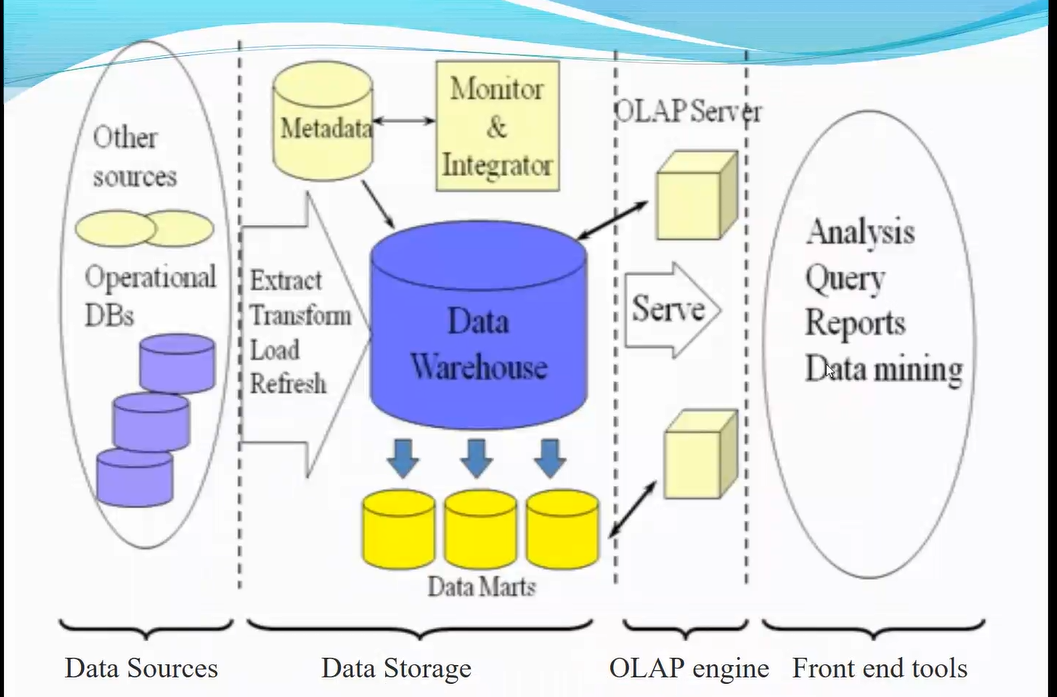 Other
sources
Operational
DBs
Metadata
Monitor
&
Integrator
Extract
Transform
Load
Refresh
Data
Warehouse
Data Marts
OLAP Server
Serve
Analysis
Query
Reports
Data mining
Data Sources
Data Storage
OLAP engine
Front end tools